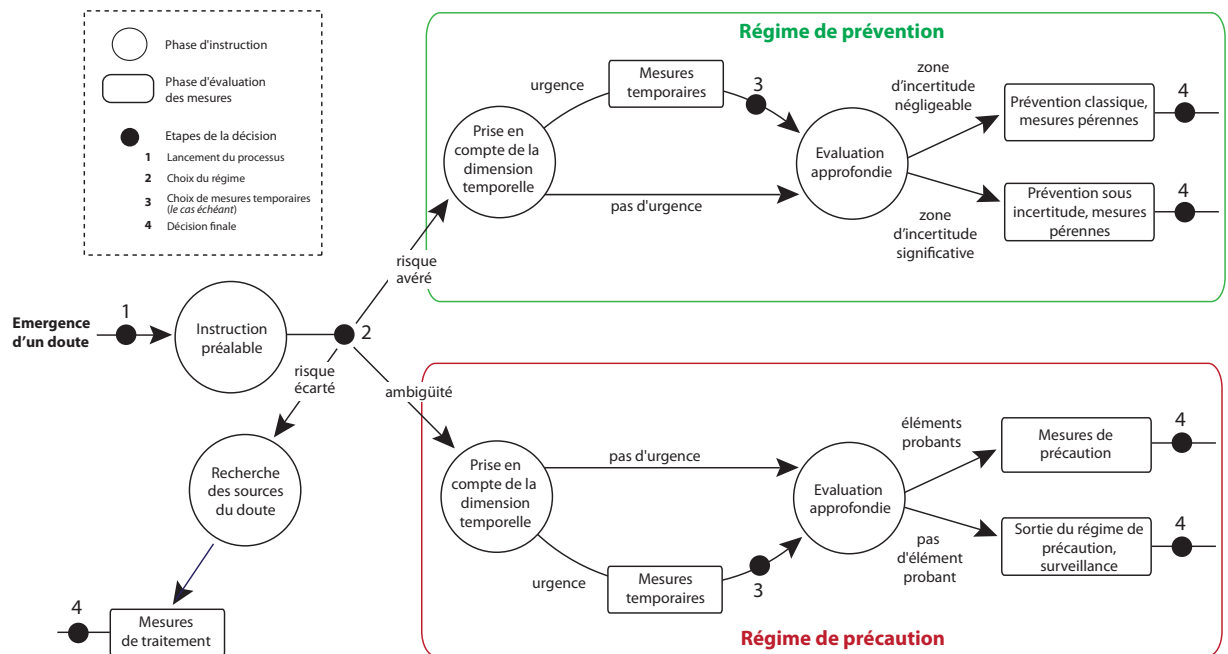 Phase d'instruction
Phase d'évaluation
des mesures
Etapes de la décision
1 Lancement du processus
2 Choix du régime
3 Choix de mesures temporaires
(le cas échéant)
4 Décision finale
Régime de prévention
urgence
Mesures
temporaires
3
zone
d'incertitude
négligeable
Prévention classique,
mesures pérennes
4
Prise en
compte de la
dimension
temporelle
Evaluation
approfondie
pas d'urgence
zone
d'incertitude
significative
Prévention sous
incertitude, mesures
pérennes
4
risque
avéré
Emergence
d'un doute
1
Instruction
préalable
2
risque
écarté
ambigüité
Recherche
des sources
du doute
4
Mesures
de traitement
Prise en
compte de la
dimension
temporelle
pas d'urgence
urgence
Mesures
temporaires
3
Evaluation
approfondie
éléments
probants
Mesures de
précaution
4
pas
d'élément
probant
Sortie du régime de
précaution,
surveillance
4
Régime de précaution